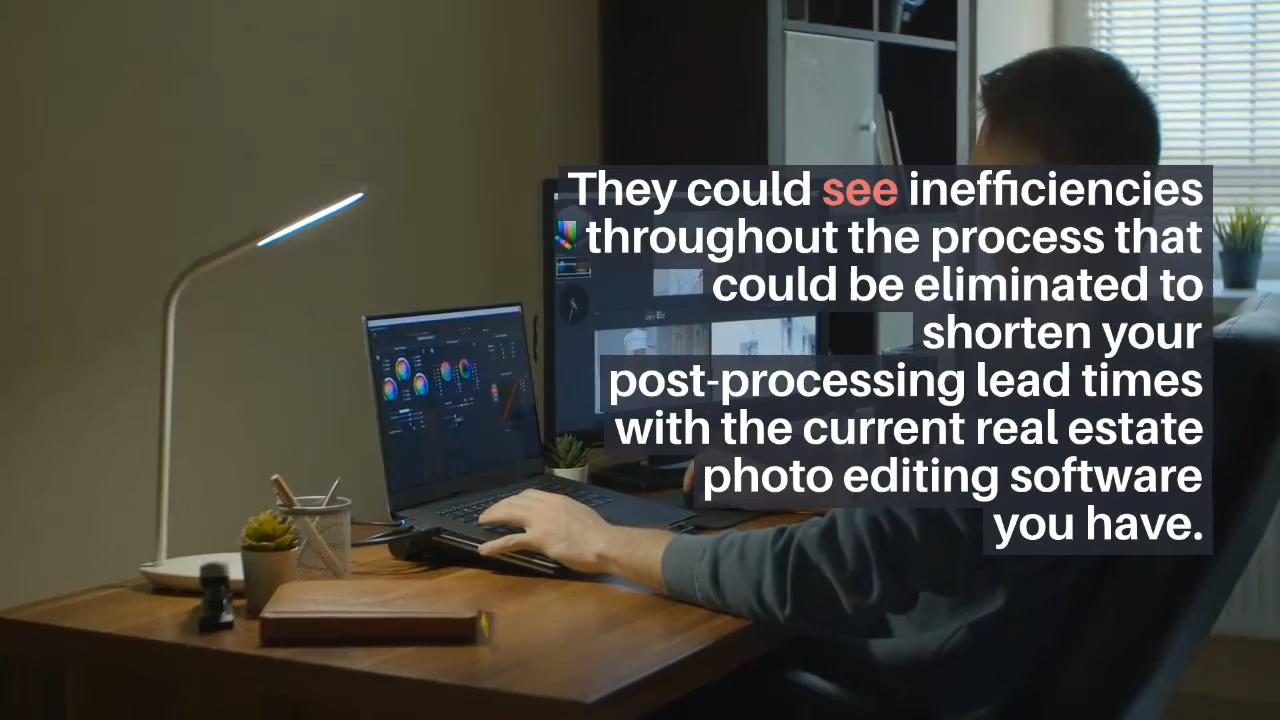 They could see inefficiencies
throughout the process that
could be eliminated to
shorten your
post-processing lead times
with the current real estate
photo editing software
you have.